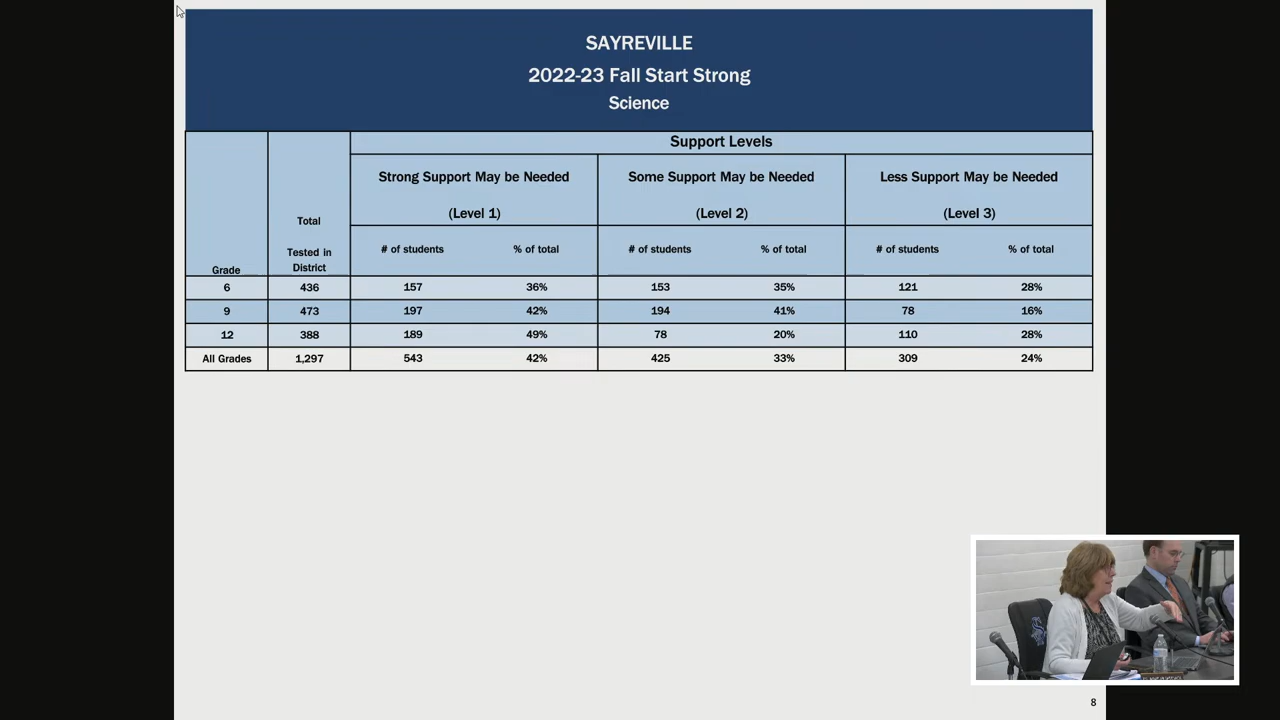 SAYREVILLE
2022-23 Fall Start Strong
Science
Support Levels
Strong Support May be Needed
(Level 1)
Some Support May be Needed
(Level 2)
Less Support May be Needed
(Level 3)
Grade
Total
Tested in
District
# of students % of total # of students % of total # of students % of total
6 436 157 36% 153 35% 121 28%
9 473 197 42% 194 41% 78 16%
12 388 189 49% 78 20% 110 28%
All Grades 1,297 543 42% 425 33% 309 24%
8